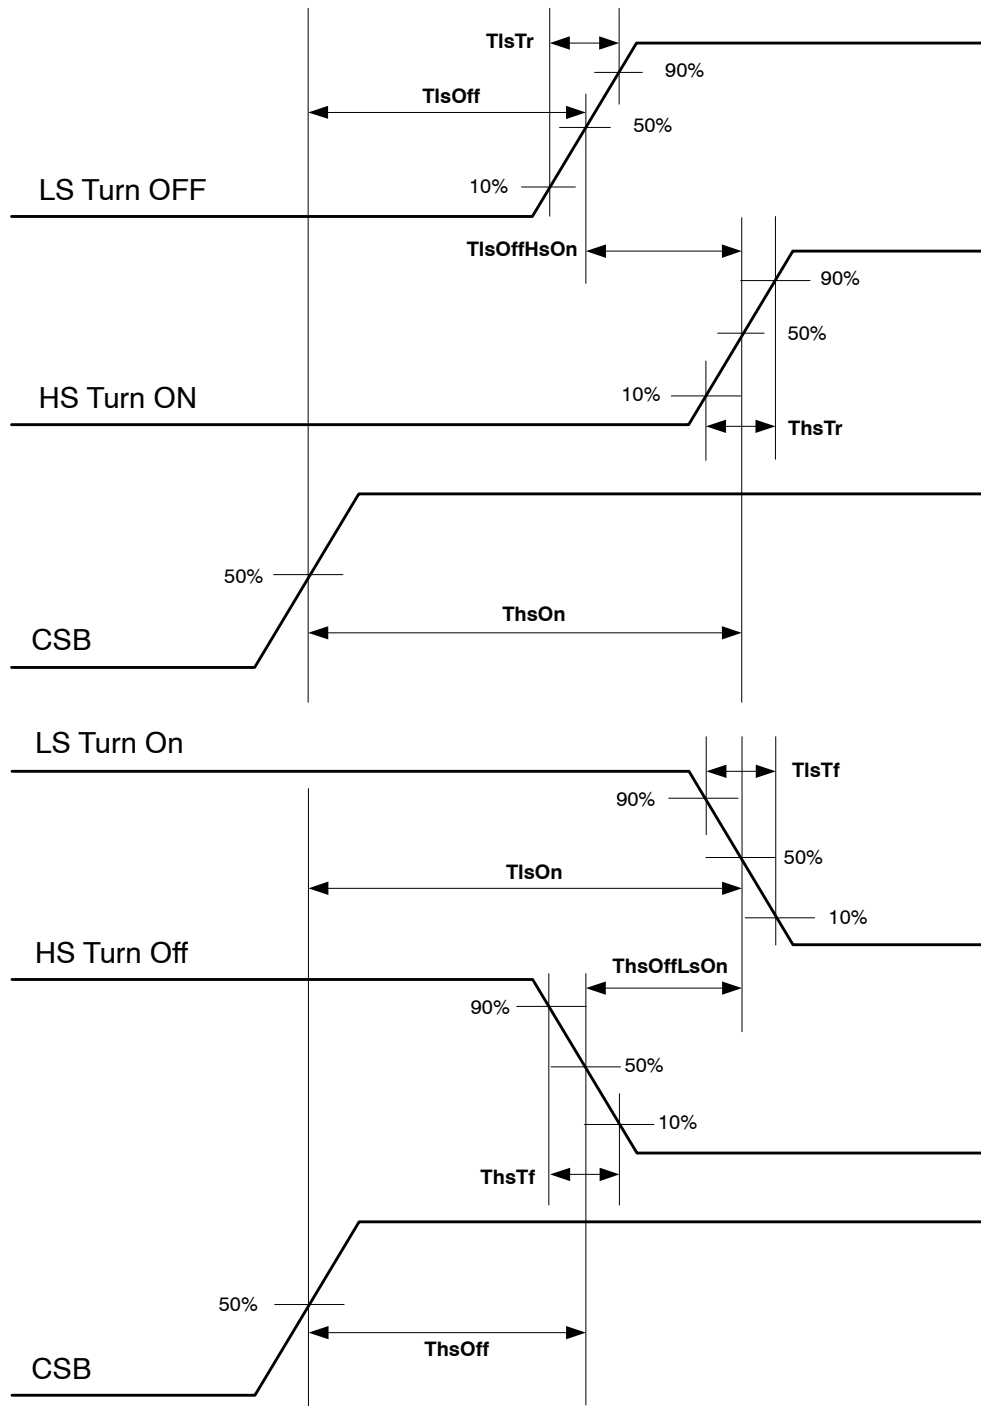 TlsTr
90%
TlsOff
50%
10%
LS Turn OFF
TlsOffHsOn
90%
50%
10%
HS Turn ON
ThsTr
50%
ThsOn
CSB
LS Turn On
TlsTf
90%
50%
TlsOn
10%
HS Turn Off
ThsOffLsOn
90%
50%
10%
ThsTf
50%
ThsOff
CSB